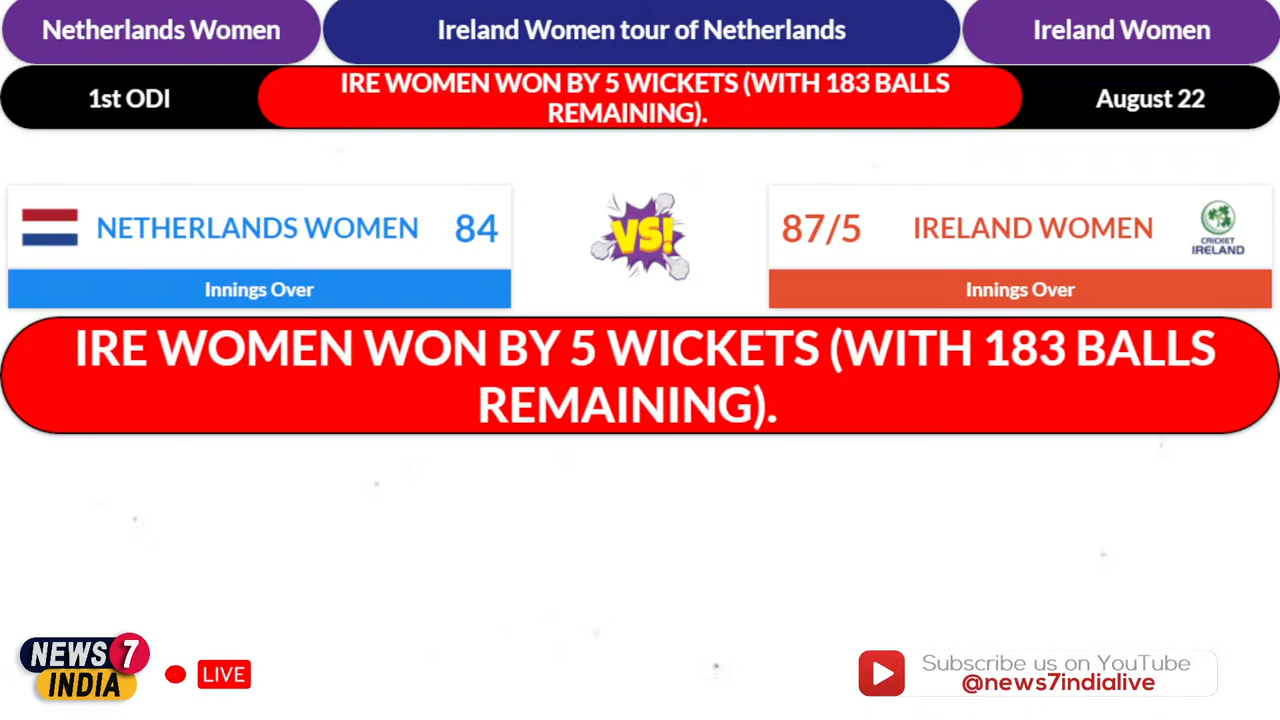 Netherlands Women
Ireland Women tour of Netherlands
Ireland Women
1st ODI
IRE WOMEN WON BY 5 WICKETS (WITH 183 BALLS
REMAINING).
August 22
NETHERLANDS WOMEN 84
VS!
87/5 IRELAND WOMEN
CRICKET
IRELAND
Innings Over
Innings Over
IRE WOMEN WON BY 5 WICKETS (WITH 183 BALLS
REMAINING).
NEWS 7
INDIA
LIVE
Subscribe us on YouTube
@news7indialive